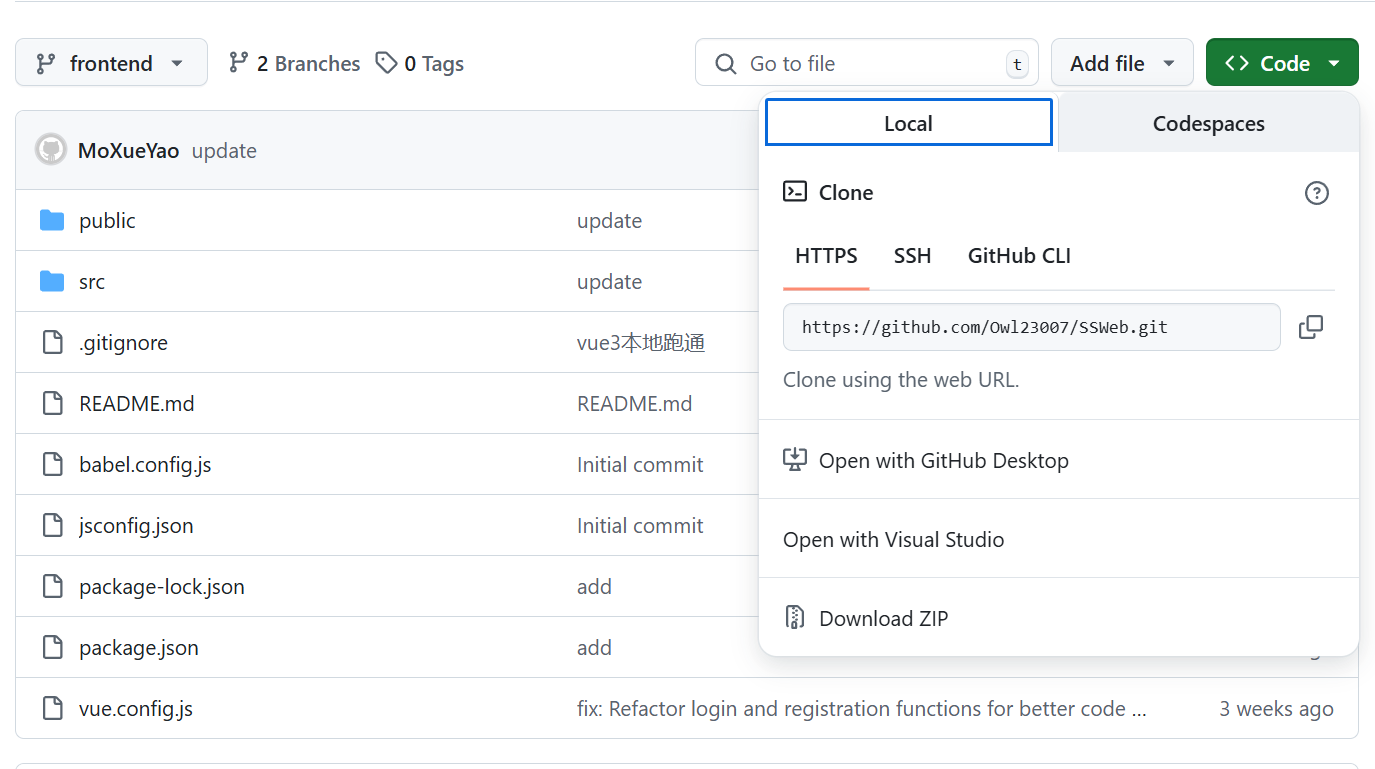 frontend 2 Branches 0 Tags Go to file t Add file Code
Local Codespaces
MoXueYao update
Clone
public update
HTTPS SSH GitHub CLI
src update
https://github.com/Owl23007/SSWeb.git
.gitignore vue3本地跑通
Clone using the web URL.
README.md README.md
babel.config.js Initial commit
Open with GitHub Desktop
jsconfig.json Initial commit
Open with Visual Studio
package-lock.json add
Download ZIP
package.json add
vue.config.js fix: Refactor login and registration functions for better code ... 3 weeks ago